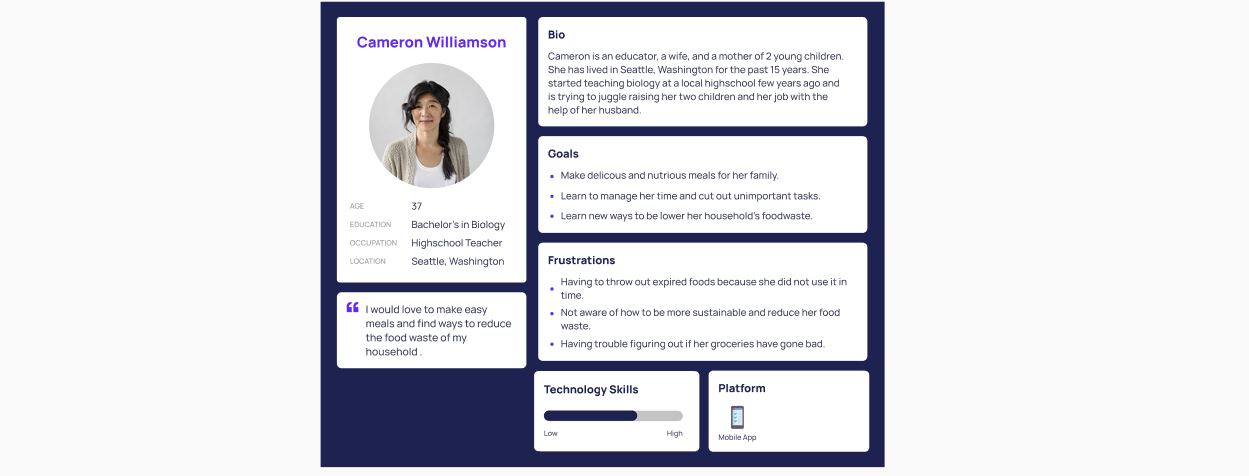 Cameron Williamson
AGE 37
EDUCATION Bachelor's in Biology
OCCUPATION Highschool Teacher
LOCATION Seattle, Washington
“ I would love to make easy
meals and find ways to reduce
the food waste of my
household .
Bio
Cameron is an educator, a wife, and a mother of 2 young children.
She has lived in Seattle, Washington for the past 15 years. She
started teaching biology at a local highschool few years ago and
is trying to juggle raising her two children and her job with the
help of her husband.
Goals
• Make delicous and nutrious meals for her family.
• Learn to manage her time and cut out unimportant tasks.
• Learn new ways to be lower her household's foodwaste.
Frustrations
• Having to throw out expired foods because she did not use it in
time.
• Not aware of how to be more sustainable and reduce her food
waste.
• Having trouble figuring out if her groceries have gone bad.
Technology Skills
Low High
Platform
Mobile App